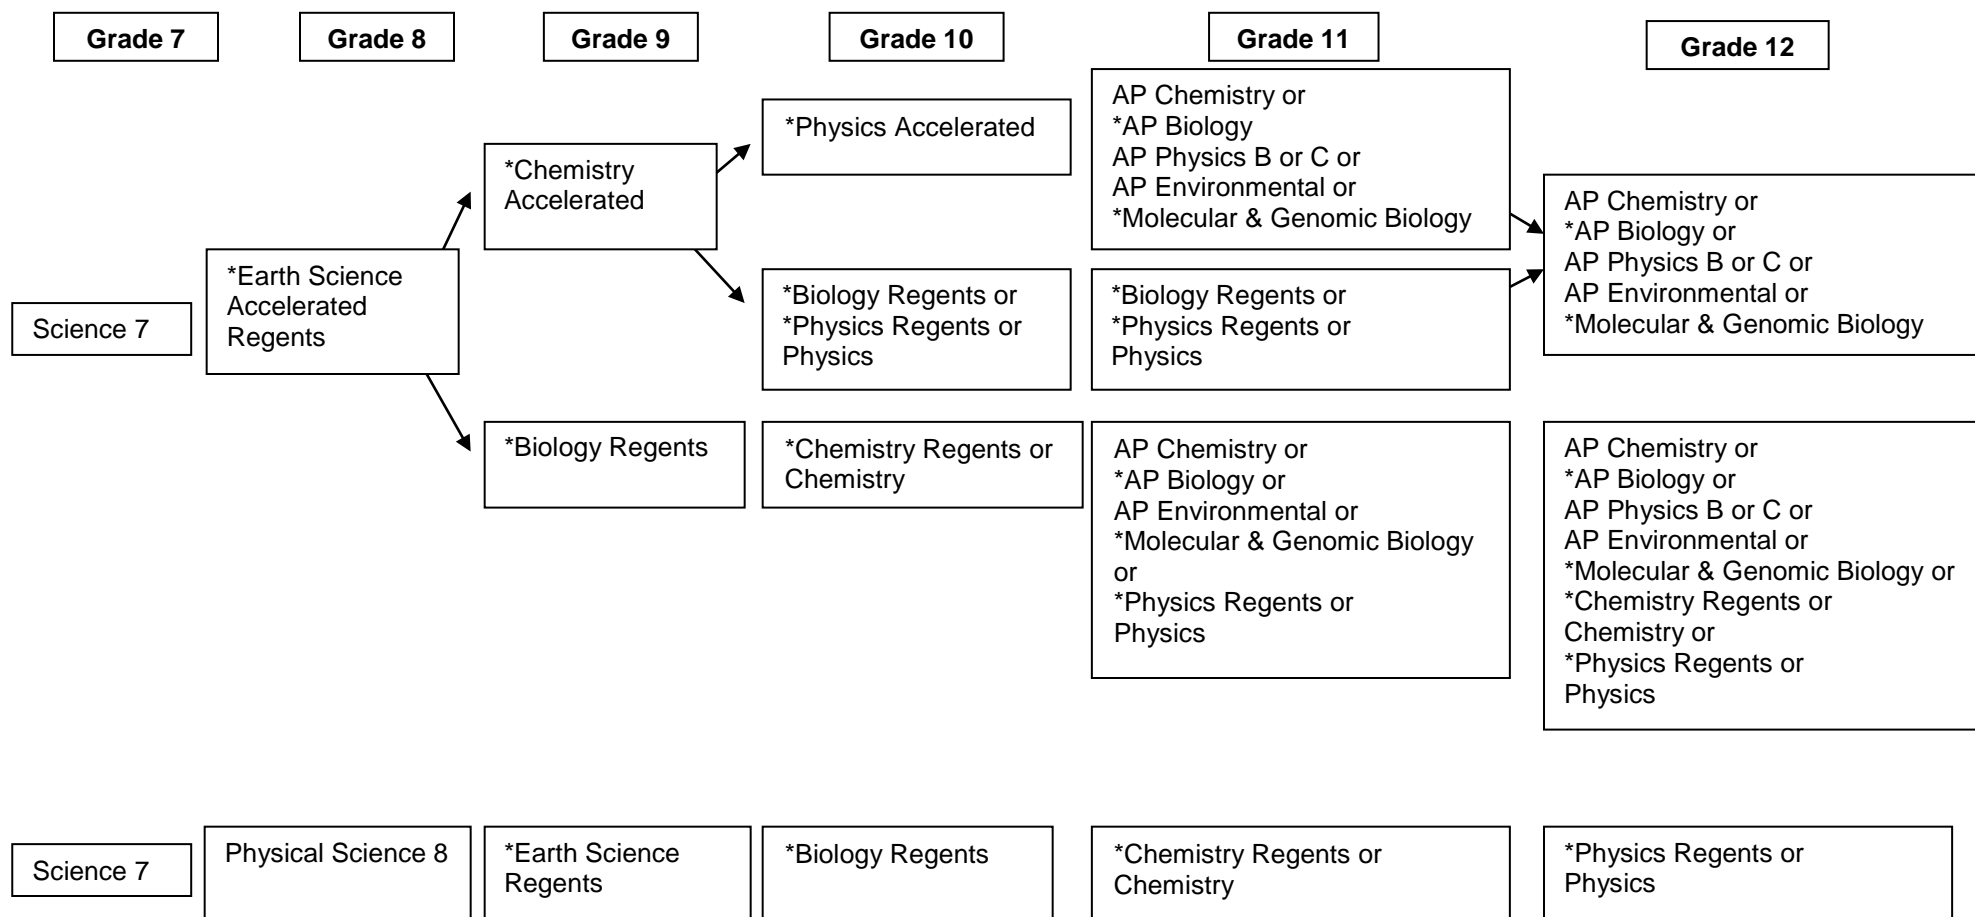 Grade 7
Grade 8
Grade 9
Grade 10
Grade 11
Grade 12
Science 7
*Earth Science
Accelerated
Regents
*Chemistry
Accelerated
*Physics Accelerated
AP Chemistry or
*AP Biology
AP Physics B or C or
AP Environmental or
*Molecular & Genomic Biology
AP Chemistry or
*AP Biology or
AP Physics B or C or
AP Environmental or
*Molecular & Genomic Biology
*Biology Regents or
*Physics Regents or
Physics
*Biology Regents or
*Physics Regents or
Physics
*Biology Regents
*Chemistry Regents or
Chemistry
AP Chemistry or
*AP Biology or
AP Environmental or
*Molecular & Genomic Biology
or
*Physics Regents or
Physics
AP Chemistry or
*AP Biology or
AP Physics B or C or
AP Environmental or
*Molecular & Genomic Biology or
*Chemistry Regents or
Chemistry or
*Physics Regents or
Physics
Science 7
Physical Science 8
*Earth Science
Regents
*Biology Regents
*Chemistry Regents or
Chemistry
*Physics Regents or
Physics